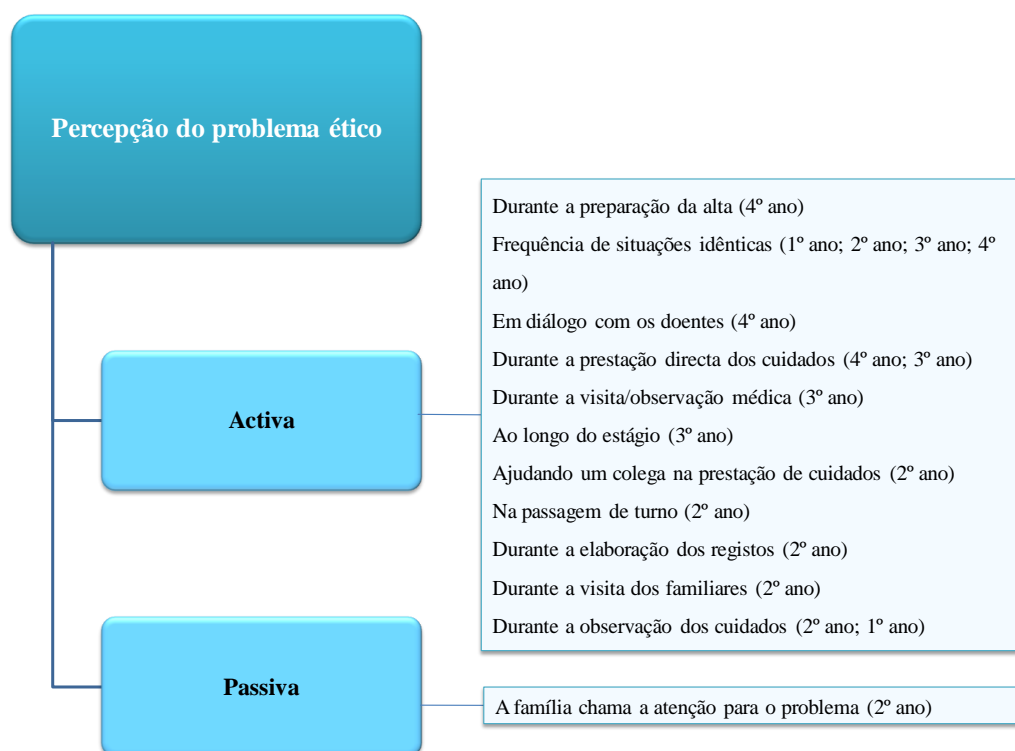 Percepção do problema ético
Activa
Durante a preparação da alta (4º ano)
Frequência de situações idênticas (1º ano; 2º ano; 3º ano; 4º
ano)
Em diálogo com os doentes (4º ano)
Durante a prestação directa dos cuidados (4º ano; 3º ano)
Durante a visita/observação médica (3º ano)
Ao longo do estágio (3º ano)
Ajudando um colega na prestação de cuidados (2º ano)
Na passagem de turno (2º ano)
Durante a elaboração dos registos (2º ano)
Durante a visita dos familiares (2º ano)
Durante a observação dos cuidados (2º ano; 1º ano)
Passiva
A família chama a atenção para o problema (2º ano)